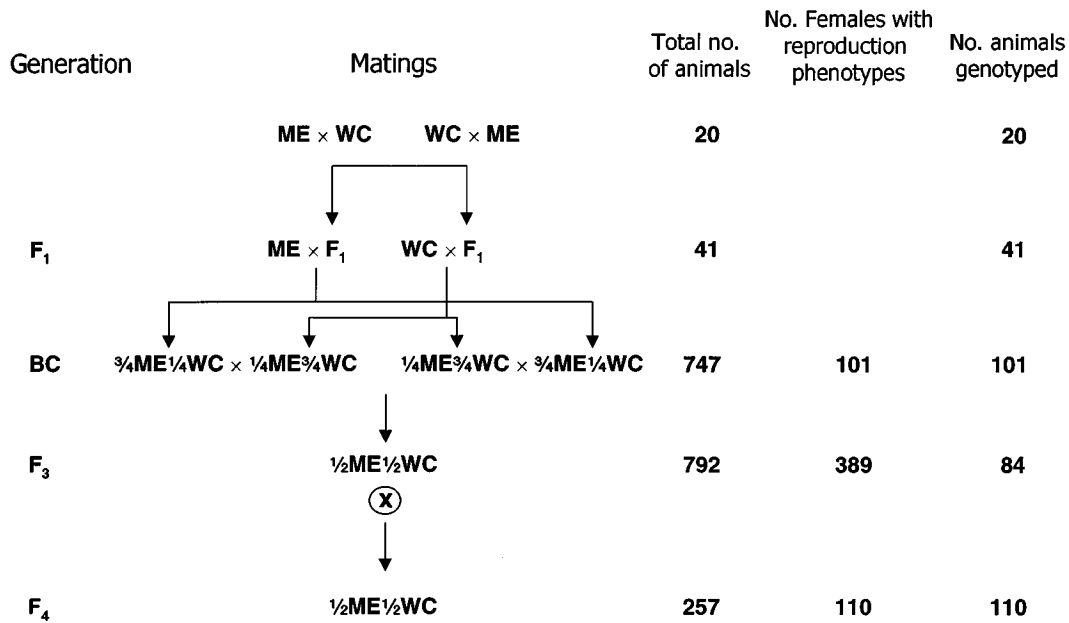 Generation Matings Total no. of animals No. Females with reproduction phenotypes No. animals genotyped
ME × WC WC × ME 20 20
F₁ ME × F₁ WC × F₁ 41 41
BC ¾ME¼WC × ¼ME¾WC ¼ME¾WC × ¾ME¼WC 747 101 101
F₃ ½ME½WC 792 389 84
X
F₄ ½ME½WC 257 110 110